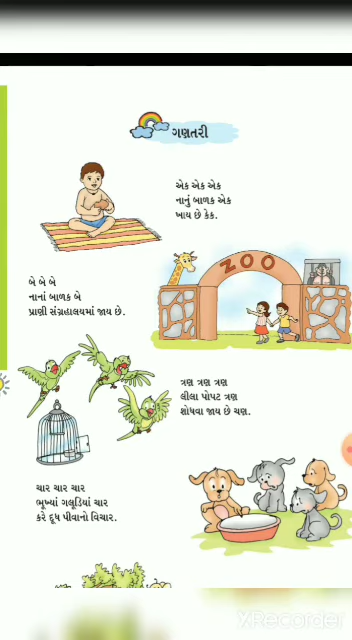 ગણતરી
એક એક એક
નાનું બાળક એક
ખાય છે કેક.
ZOO
બે બે બે
નાનાં બાળક બે
પ્રાણી સંગ્રહાલયમાં જાય છે.
ત્રણ ત્રણ ત્રણ
લીલા પોપટ ત્રણ
શોધવા જાય છે ચણ.
ચાર ચાર ચાર
ભૂખ્યાં ગલૂડિયાં ચાર
કરે દૂધ પીવાનો વિચાર.
XRecorder